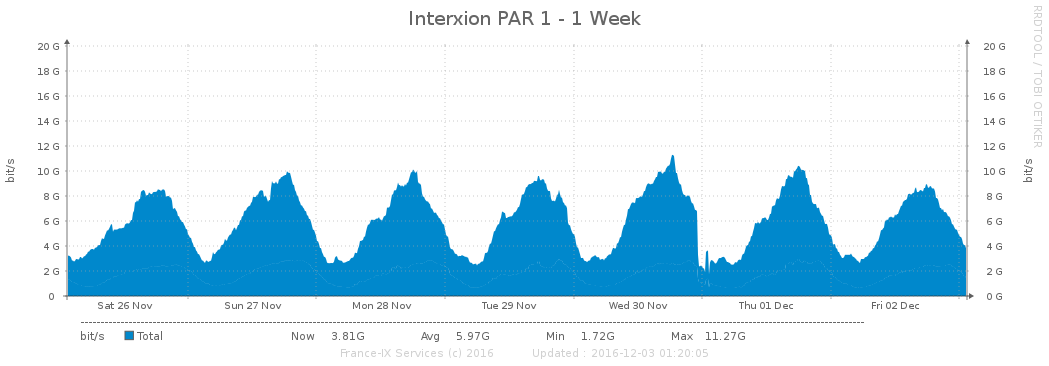 Interxion PAR 1 - 1 Week
RRDTOOL / TOBI OETIKER
20 G 20 G
18 G 18 G
16 G 16 G
14 G 14 G
12 G 12 G
10 G 10 G
bit/s bit/s
8 G 8 G
6 G 6 G
4 G 4 G
2 G 2 G
0 0 G
Sat 26 Nov Sun 27 Nov Mon 28 Nov Tue 29 Nov Wed 30 Nov Thu 01 Dec Fri 02 Dec
bit/s Total Now 3.81G Avg 5.97G Min 1.72G Max 11.27G
France-IX Services (c) 2016 Updated : 2016-12-03 01:20:05